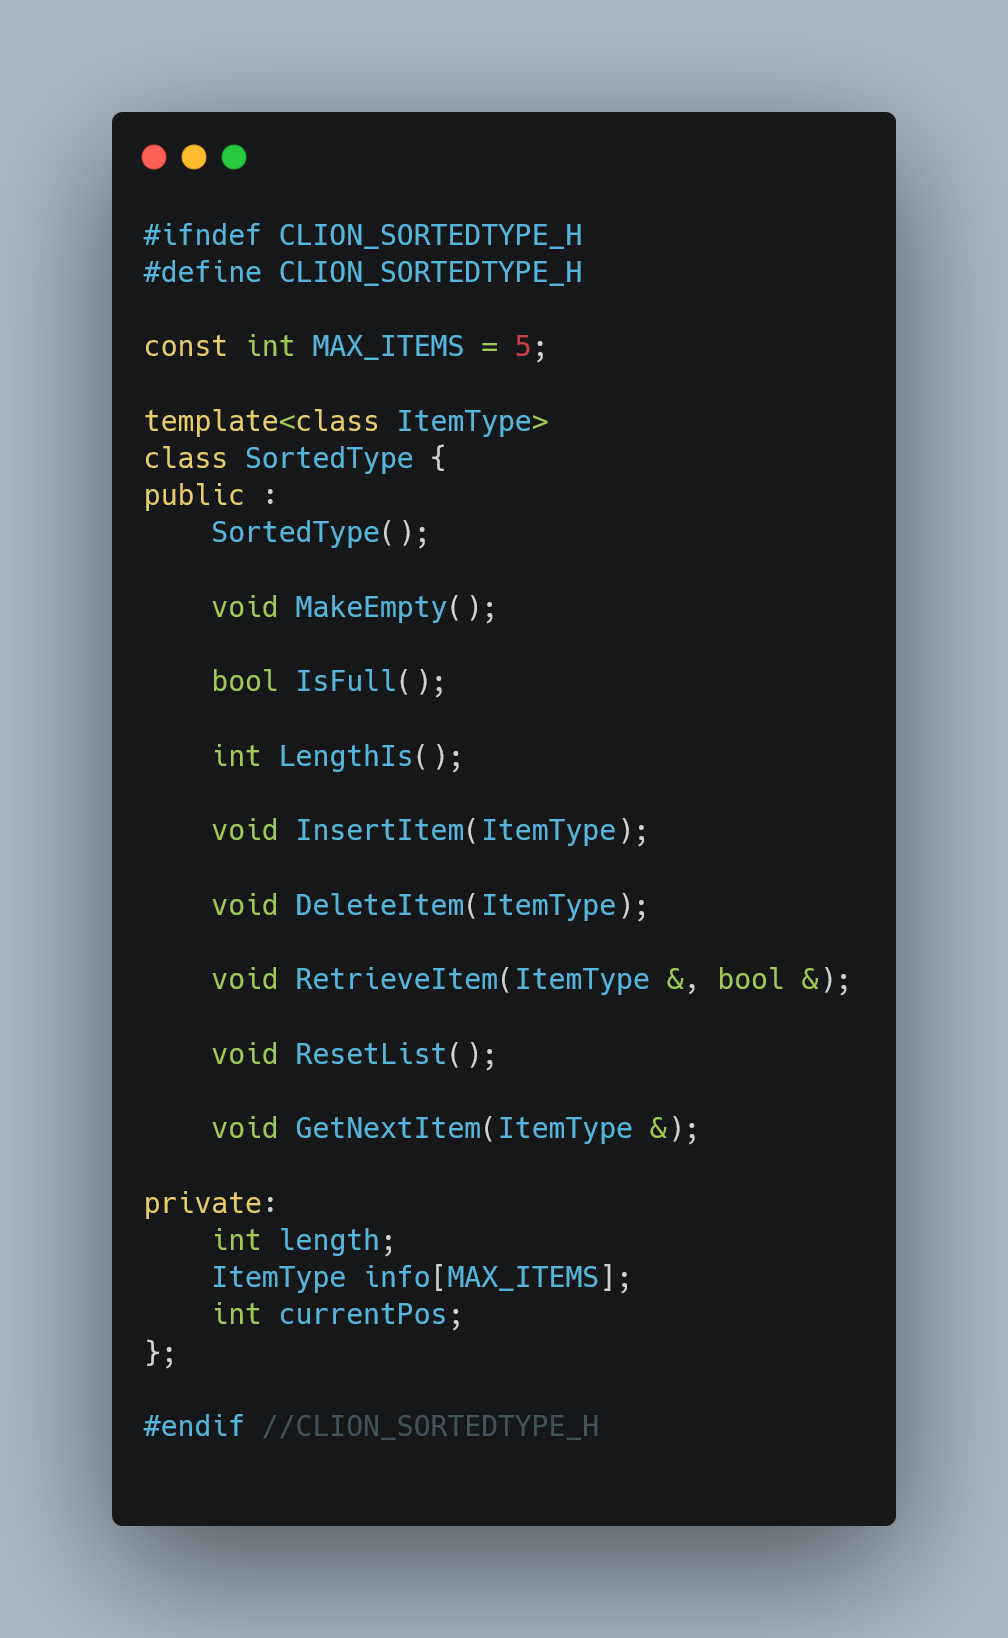 #ifndef CLION_SORTEDTYPE_H
#define CLION_SORTEDTYPE_H

const int MAX_ITEMS = 5;

template<class ItemType>
class SortedType {
public :
    SortedType();

    void MakeEmpty();

    bool IsFull();

    int LengthIs();

    void InsertItem(ItemType);

    void DeleteItem(ItemType);

    void RetrieveItem(ItemType &, bool &);

    void ResetList();

    void GetNextItem(ItemType &);

private:
    int length;
    ItemType info[MAX_ITEMS];
    int currentPos;
};

#endif //CLION_SORTEDTYPE_H